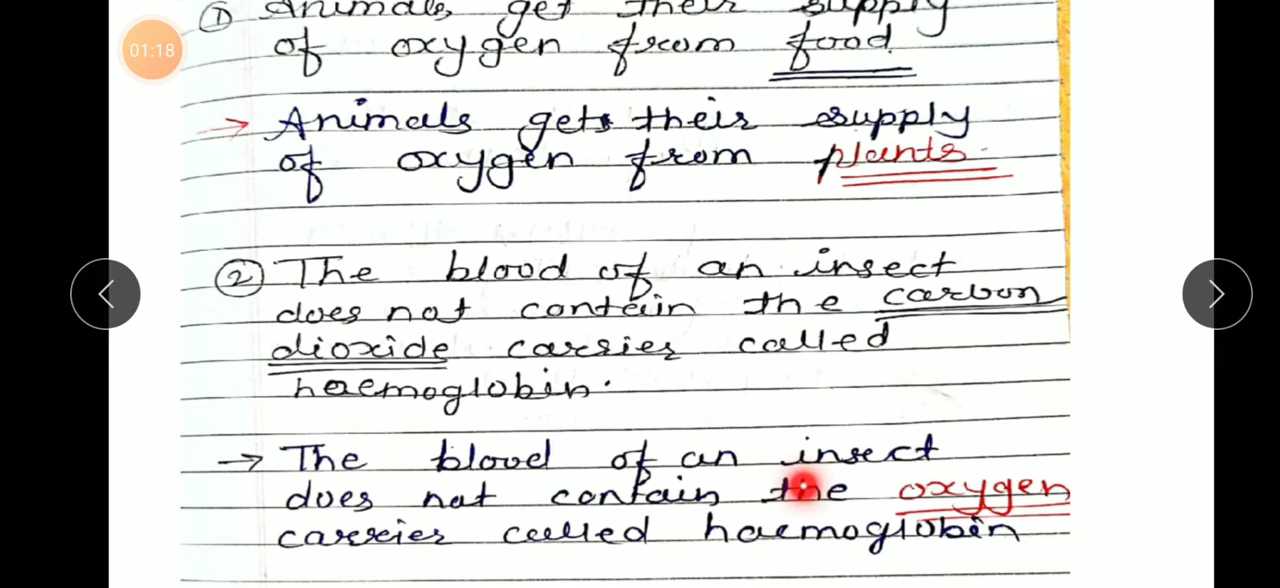 ① Animals get their supply
01:18
of oxygen from food.
→ Animals gets their supply
of oxygen from plants.
② The blood of an insect
does not contain the carbon
dioxide carrier called
haemoglobin.
→ The blood of an insect
does not contain the oxygen
carrier called haemoglobin